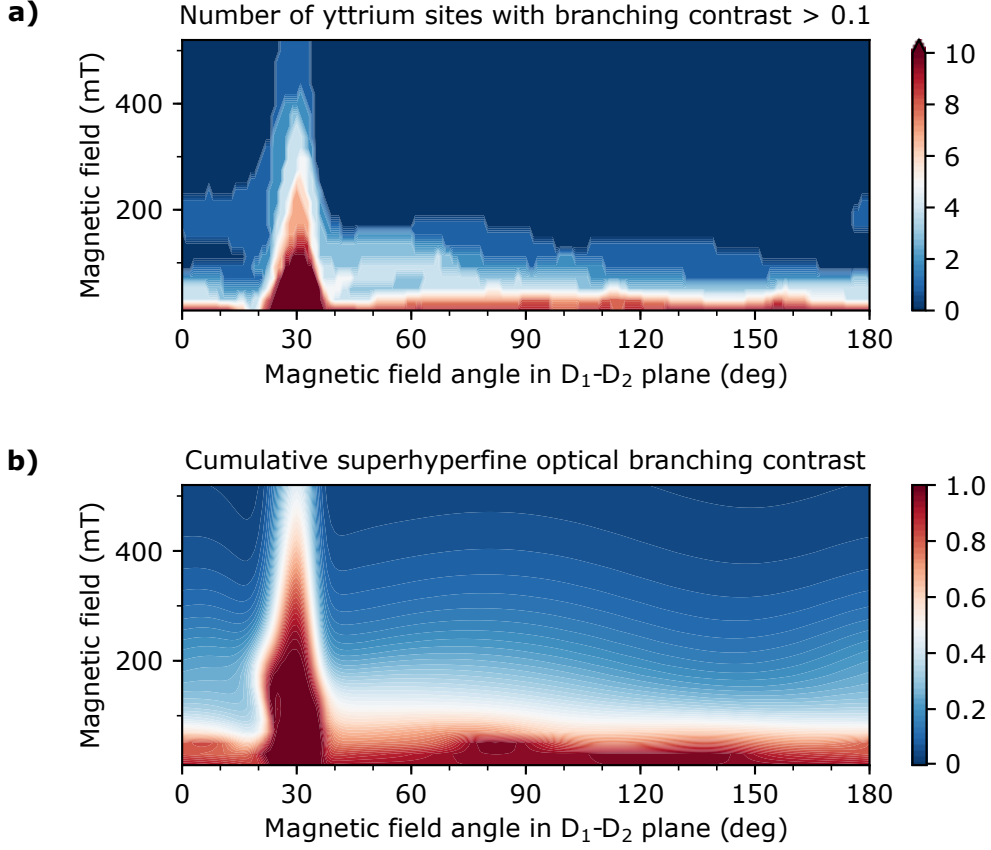 a)
Number of yttrium sites with branching contrast > 0.1
Magnetic field (mT)
400
200
0 30 60 90 120 150 180
Magnetic field angle in D₁-D₂ plane (deg)
10
8
6
4
2
0
b)
Cumulative superhyperfine optical branching contrast
Magnetic field (mT)
400
200
0 30 60 90 120 150 180
Magnetic field angle in D₁-D₂ plane (deg)
1.0
0.8
0.6
0.4
0.2
0